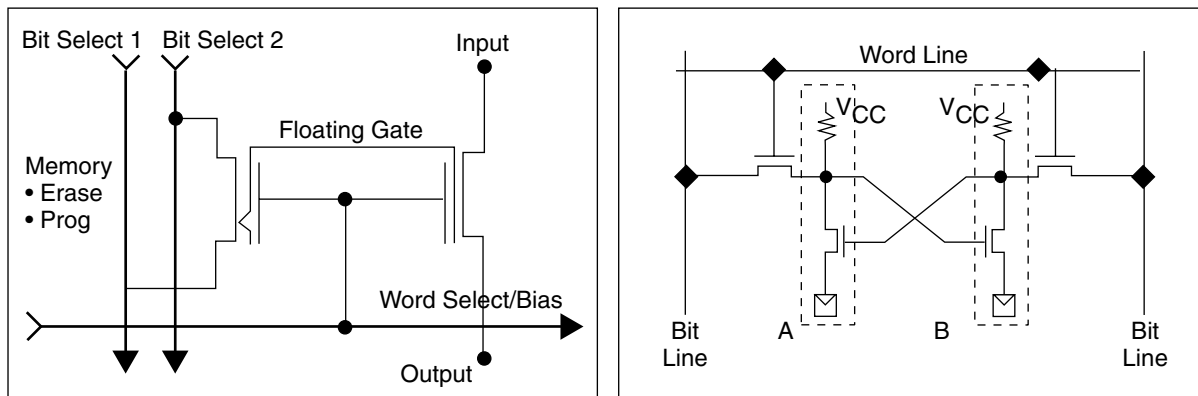 Bit Select 1
Bit Select 2
Input
Floating Gate
Memory
• Erase
• Prog
Word Select/Bias
Output
Word Line
VCC
VCC
A
B
Bit
Line
Bit
Line